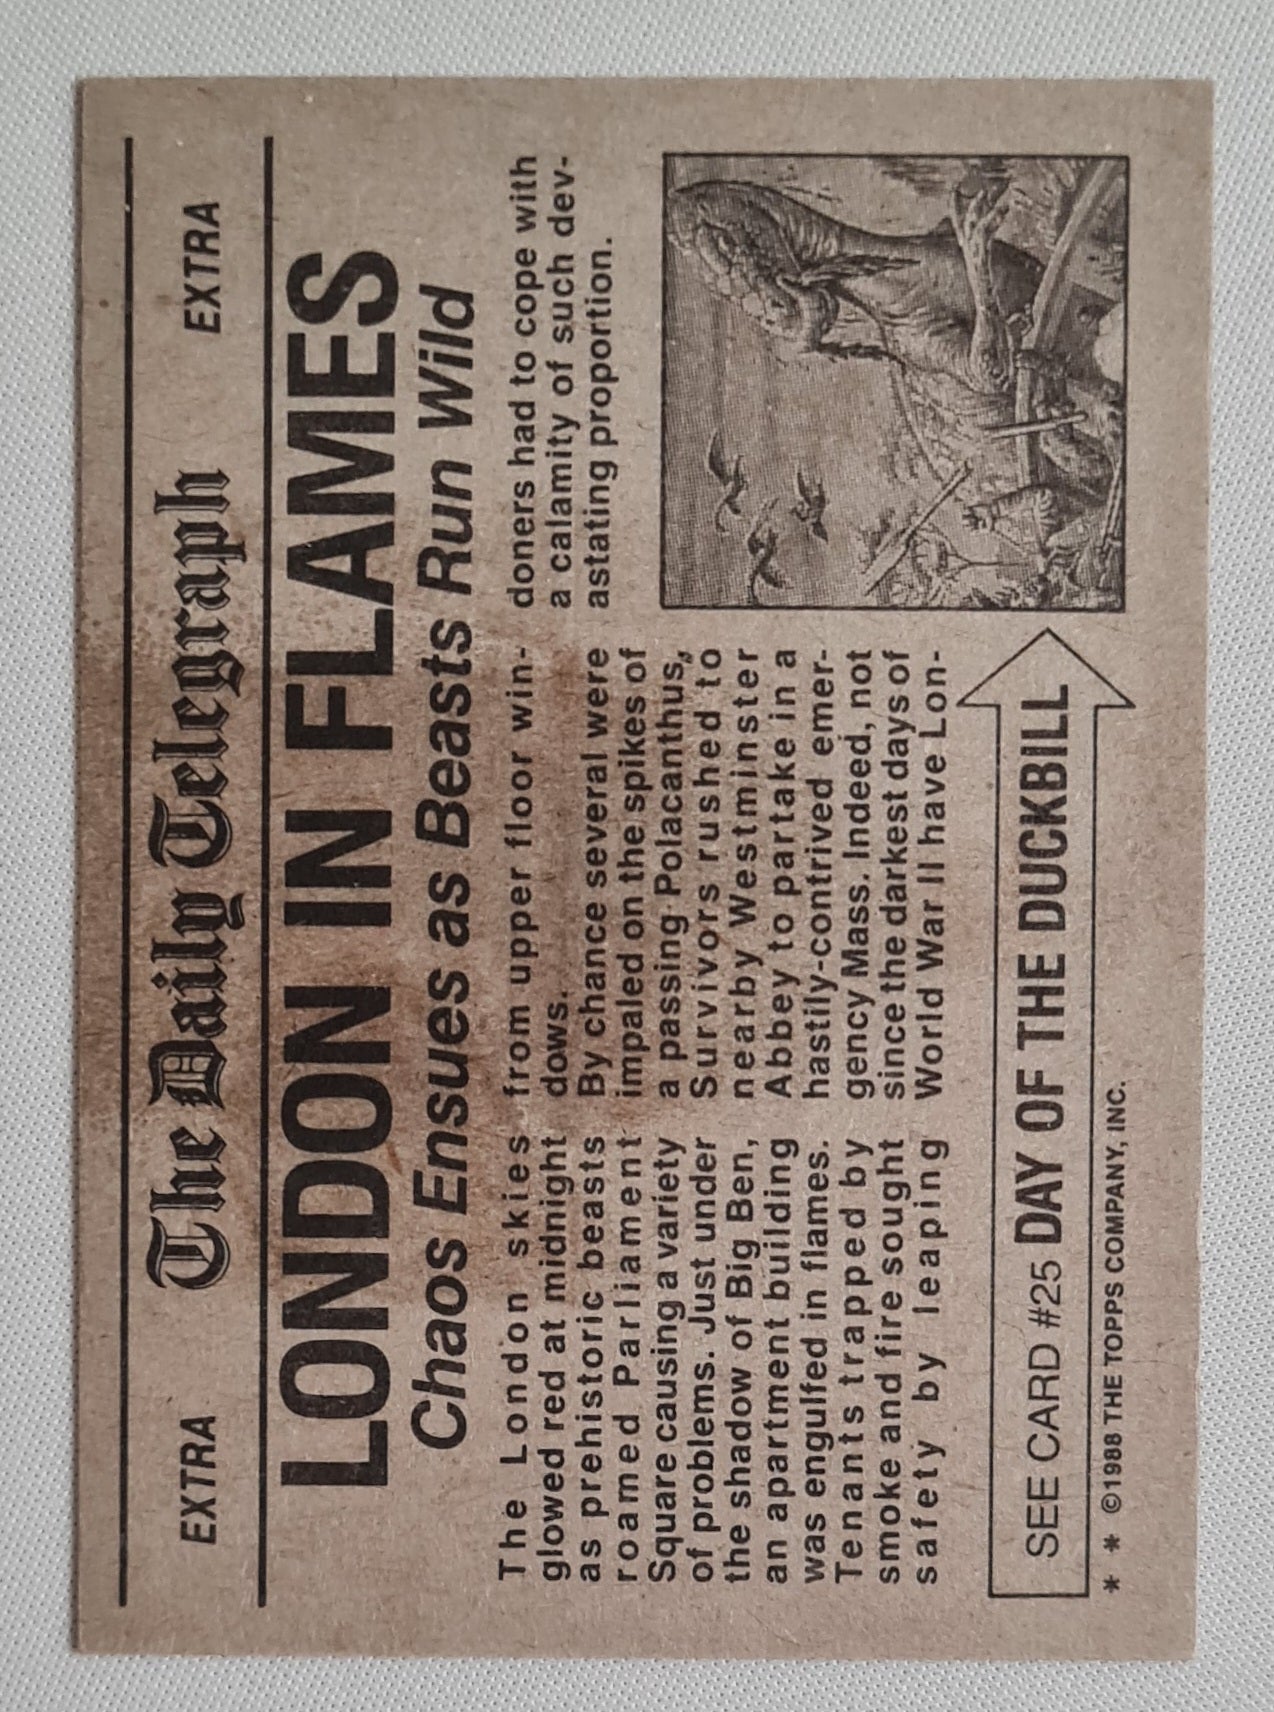 EXTRA The Daily Telegraph EXTRA
LONDON IN FLAMES
Chaos Ensues as Beasts Run Wild
The London skies
glowed red at midnight
as prehistoric beasts
roamed Parliament
Square causing a variety
of problems. Just under
the shadow of Big Ben,
an apartment building
was engulfed in flames.
Tenants trapped by
smoke and fire sought
safety by leaping
from upper floor win-
dows.
By chance several were
impaled on the spikes of
a passing Polacanthus.
Survivors rushed to
nearby Westminster
Abbey to partake in a
hastily-contrived emer-
gency Mass. Indeed, not
since the darkest days of
World War II have Lon-
doners had to cope with
a calamity of such dev-
astating proportion.
SEE CARD #25 DAY OF THE DUCKBILL
* * ©1988 THE TOPPS COMPANY, INC.